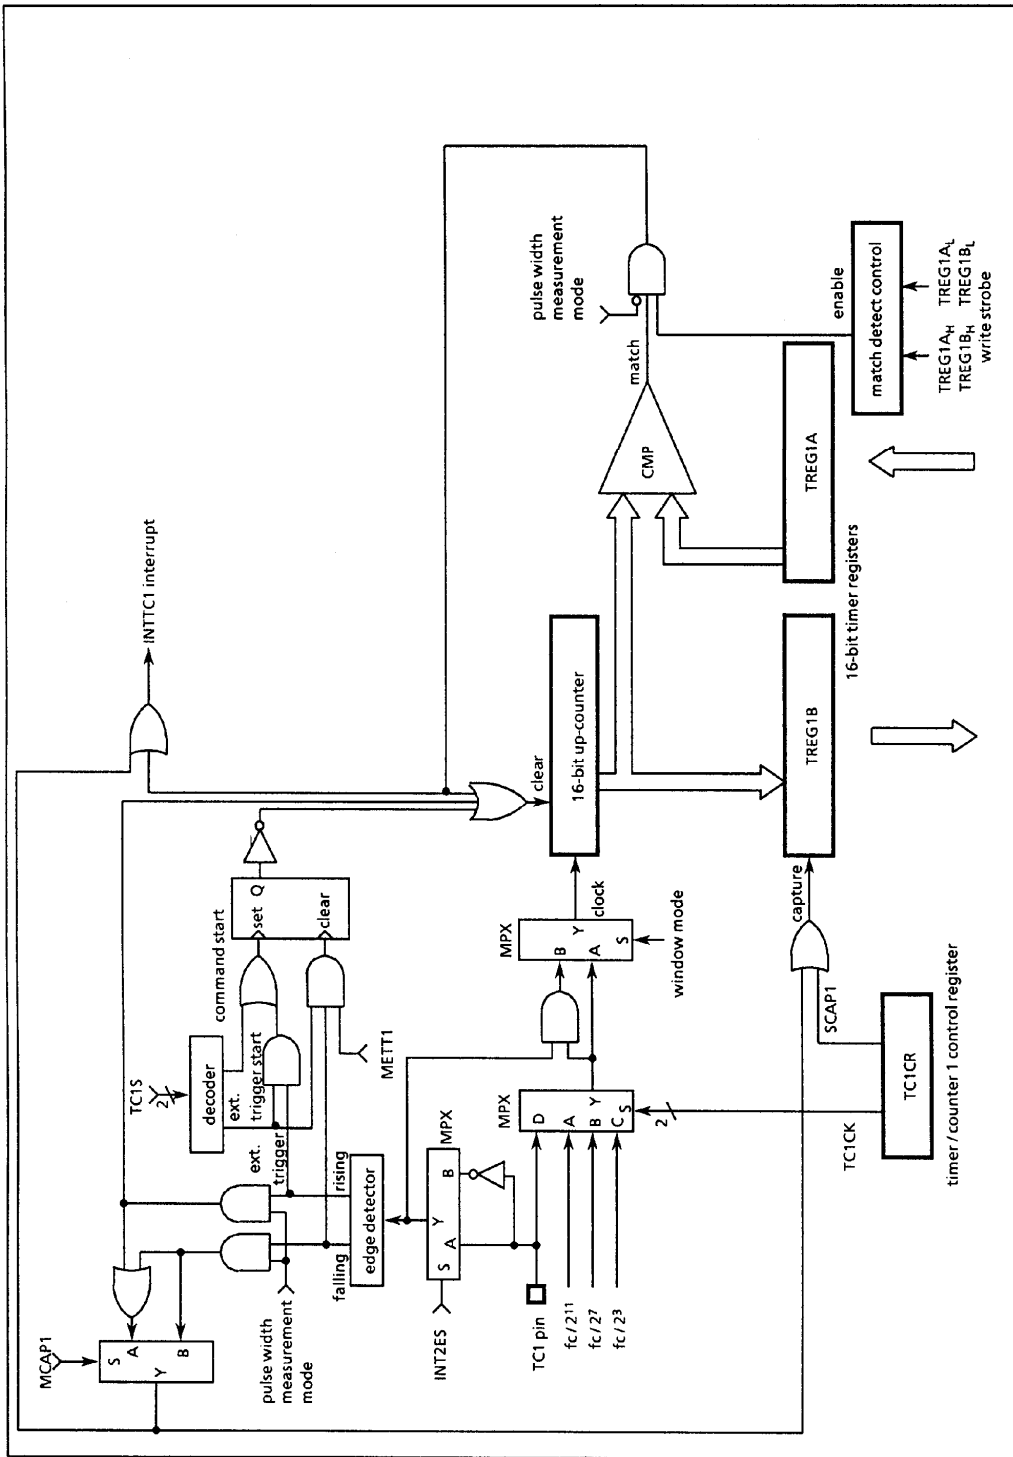 MCAP1
S
A
Y
B
pulse width
measurement
mode
TC1S
2
decoder
ext.
trigger start
command start
ext.
trigger
rising
falling
edge detector
set Q
clear
METT1
INTTC1 interrupt
MPX
S
A
Y
B
INT2ES
TC1 pin
fc/2¹¹
fc/2⁷
fc/2³
MPX
D
A
B Y
C S
2
TC1CK
MPX
B
Y
A
S
window mode
clock
clear
16-bit up-counter
CMP
match
pulse width
measurement
mode
enable
match detect control
TREG1A_H TREG1A_L
TREG1B_H TREG1B_L
write strobe
TREG1A
TREG1B
16-bit timer registers
capture
SCAP1
TC1CR
timer/counter 1 control register